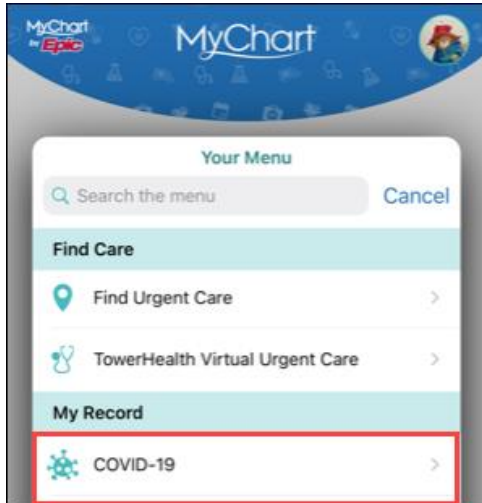 MyChart
by Epic
MyChart
Your Menu
Search the menu
Cancel
Find Care
Find Urgent Care
TowerHealth Virtual Urgent Care
My Record
COVID-19